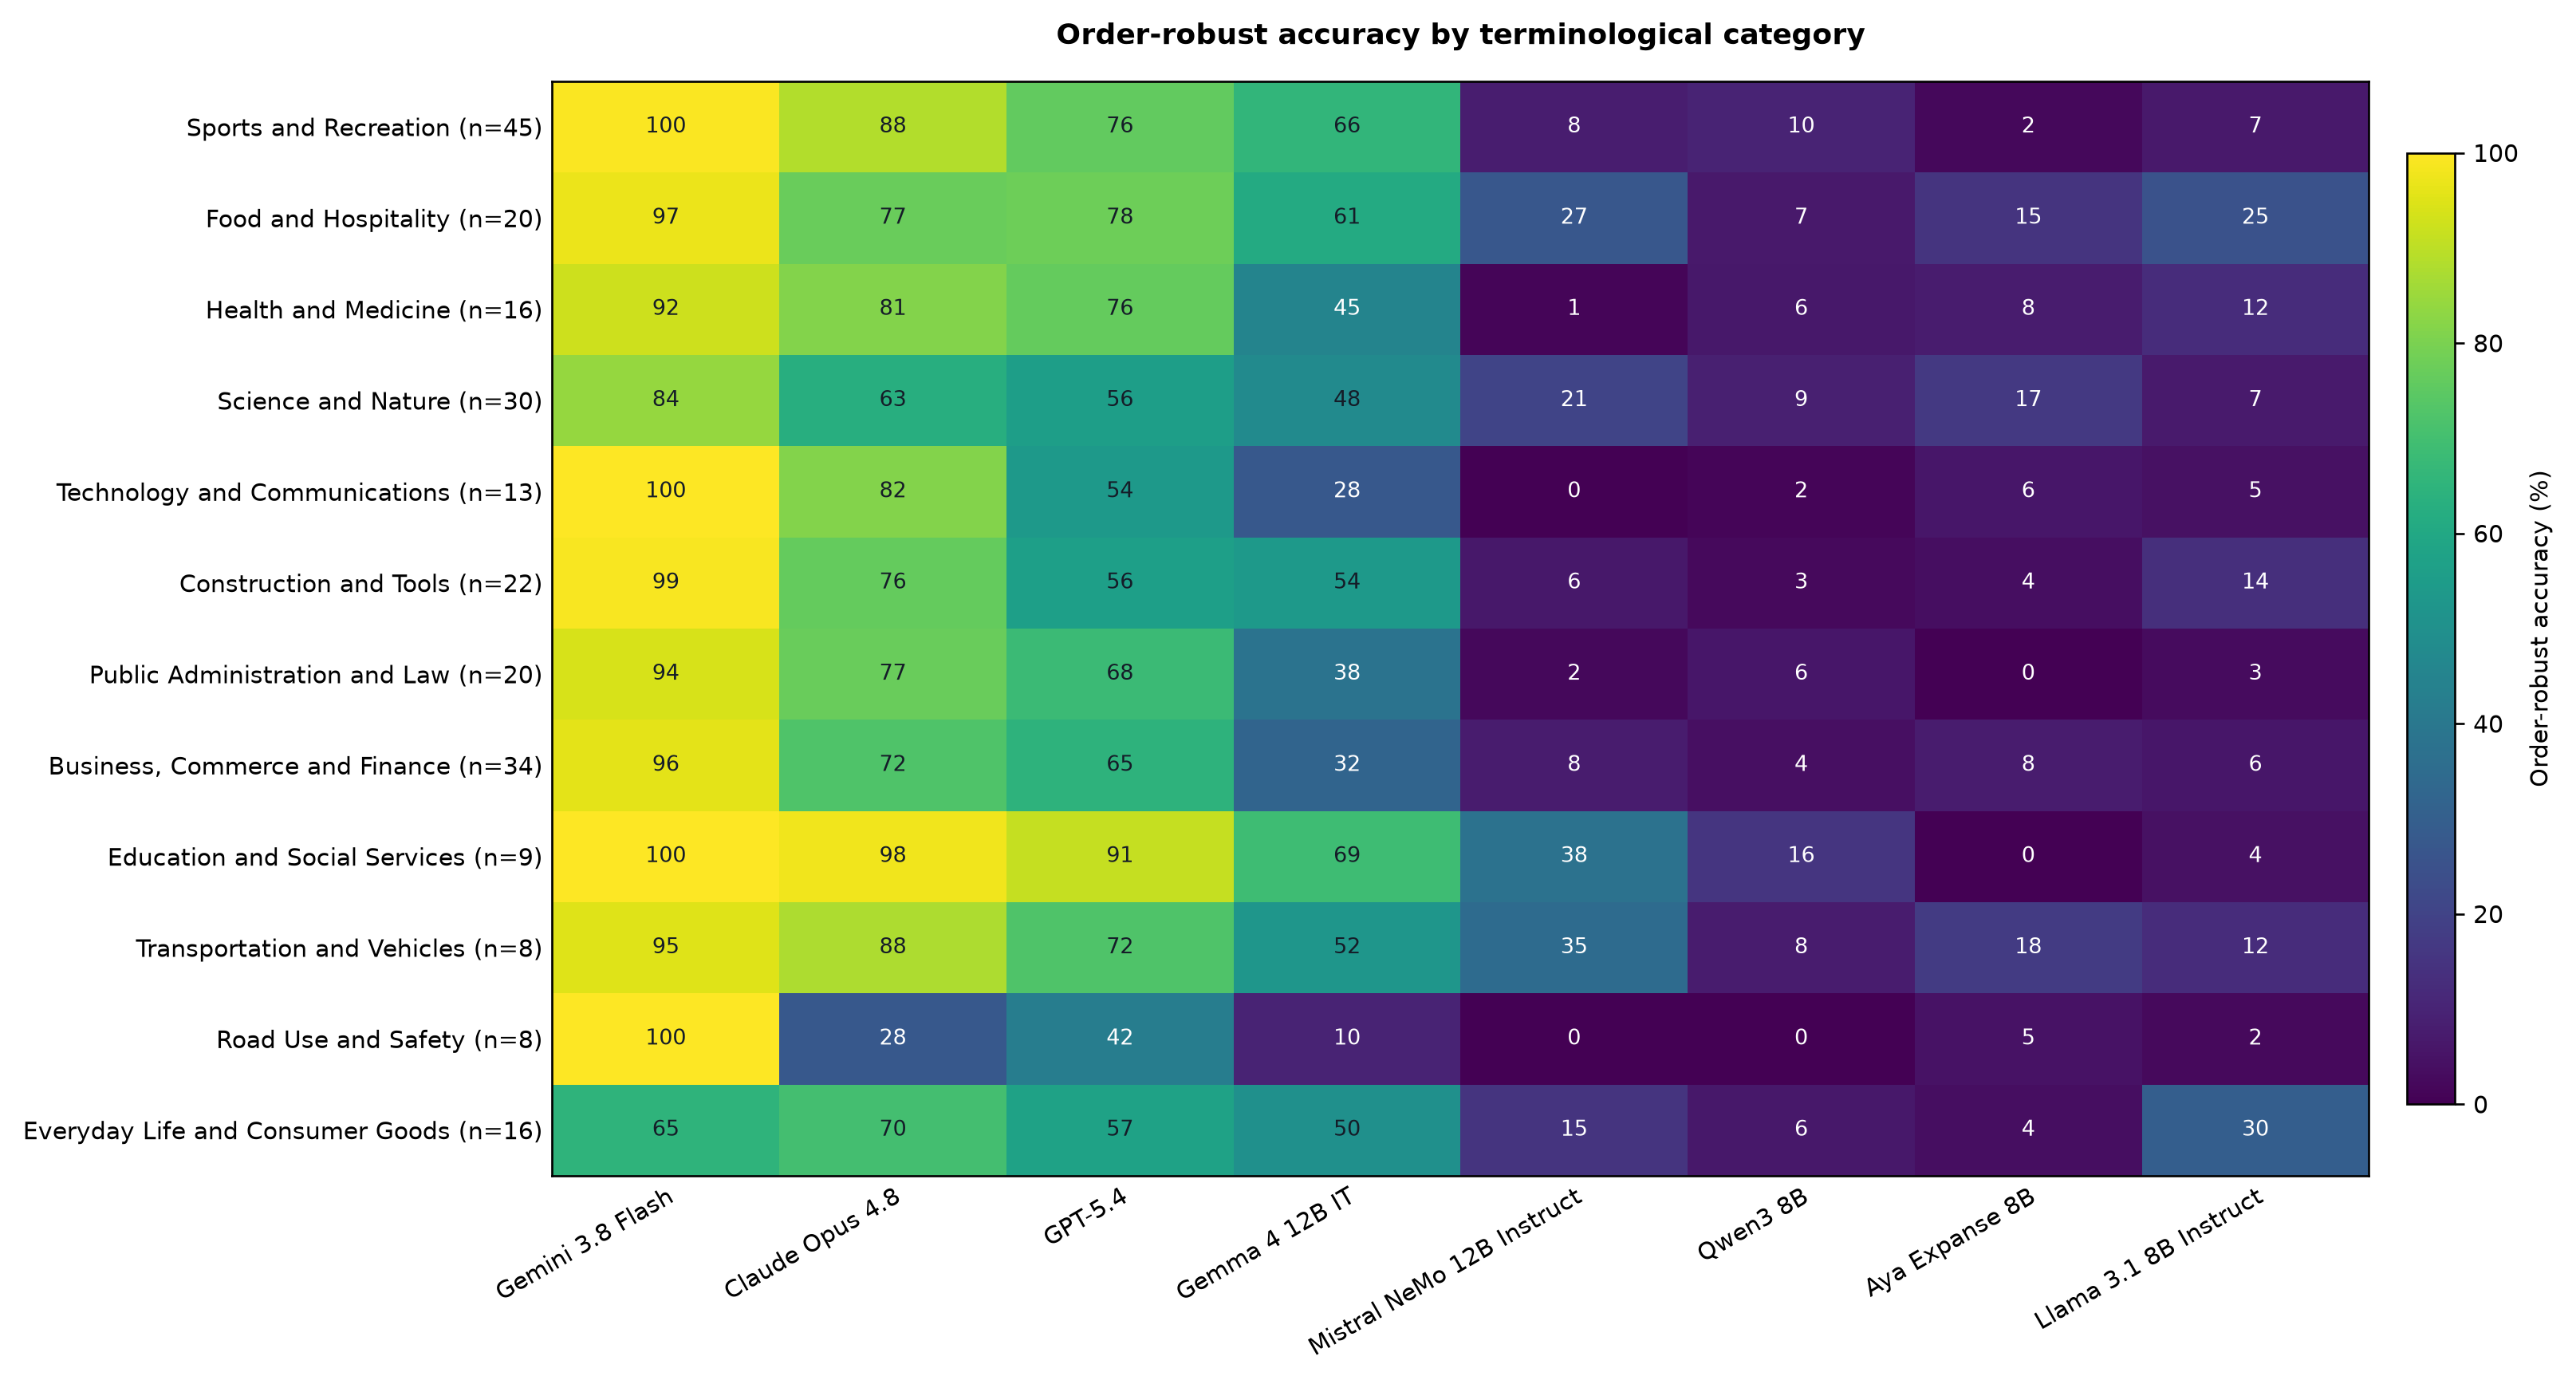 Order-robust accuracy by terminological category
Sports and Recreation (n=45) 100 88 76 66 8 10 2 7
Food and Hospitality (n=20) 97 77 78 61 27 7 15 25
Health and Medicine (n=16) 92 81 76 45 1 6 8 12
Science and Nature (n=30) 84 63 56 48 21 9 17 7
Technology and Communications (n=13) 100 82 54 28 0 2 6 5
Construction and Tools (n=22) 99 76 56 54 6 3 4 14
Public Administration and Law (n=20) 94 77 68 38 2 6 0 3
Business, Commerce and Finance (n=34) 96 72 65 32 8 4 8 6
Education and Social Services (n=9) 100 98 91 69 38 16 0 4
Transportation and Vehicles (n=8) 95 88 72 52 35 8 18 12
Road Use and Safety (n=8) 100 28 42 10 0 0 5 2
Everyday Life and Consumer Goods (n=16) 65 70 57 50 15 6 4 30
Gemini 3.8 Flash
Claude Opus 4.8
GPT-5.4
Gemma 4 12B IT
Mistral NeMo 12B Instruct
Qwen3 8B
Aya Expanse 8B
Llama 3.1 8B Instruct
100
80
60
40
20
0
Order-robust accuracy (%)